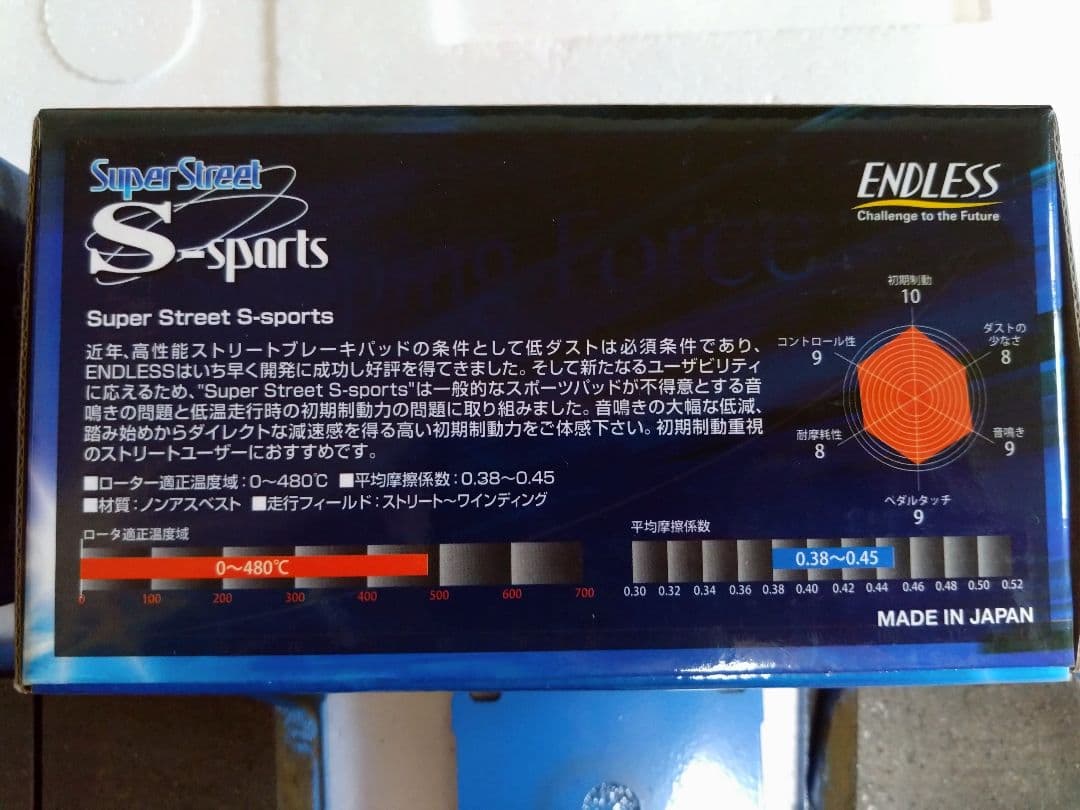 Super Street
S-sports
ENDLESS
Challenge to the Future
Super Street S-sports
近年、高性能ストリートブレーキパッドの条件として低ダストは必須条件であり、
ENDLESSはいち早く開発に成功し好評を得てきました。そして新たなるユーザビリティ
に応えるため、"Super Street S-sports"は一般的なスポーツパッドが不得意とする音
鳴きの問題と低温走行時の初期制動力の問題に取り組みました。音鳴きの大幅な低減、
踏み始めからダイレクトな減速感を得る高い初期制動力をご体感下さい。初期制動重視
のストリートユーザーにおすすめです。
■ローター適正温度域：0～480℃ ■平均摩擦係数：0.38～0.45
■材質：ノンアスベスト ■走行フィールド：ストリート～ワインディング
初期制動
10
ダストの
少なさ
8
音鳴き
9
ペダルタッチ
9
耐摩耗性
8
コントロール性
9
ロータ適正温度域
0～480℃
0 100 200 300 400 500 600 700
平均摩擦係数
0.38～0.45
0.30 0.32 0.34 0.36 0.38 0.40 0.42 0.44 0.46 0.48 0.50 0.52
MADE IN JAPAN